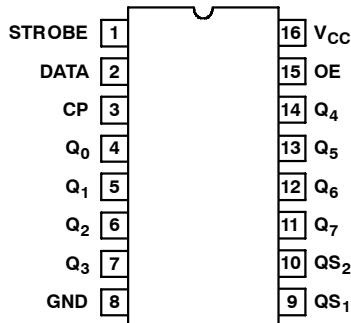 STROBE 1 16 VCC
DATA 2 15 OE
CP 3 14 Q4
Q0 4 13 Q5
Q1 5 12 Q6
Q2 6 11 Q7
Q3 7 10 QS2
GND 8 9 QS1